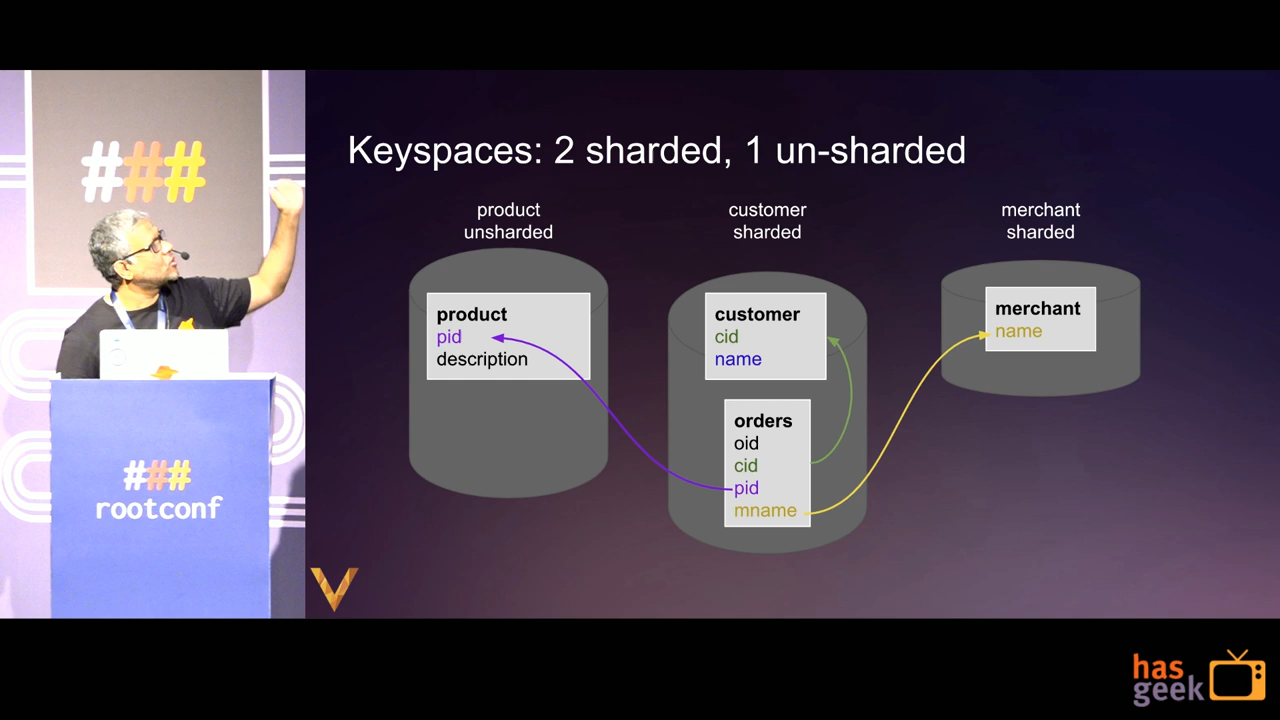 ###
###
rootconf
Keyspaces: 2 sharded, 1 un-sharded
product
unsharded
customer
sharded
merchant
sharded
product
pid
description
customer
cid
name
orders
oid
cid
pid
mname
merchant
name
V
has
geek